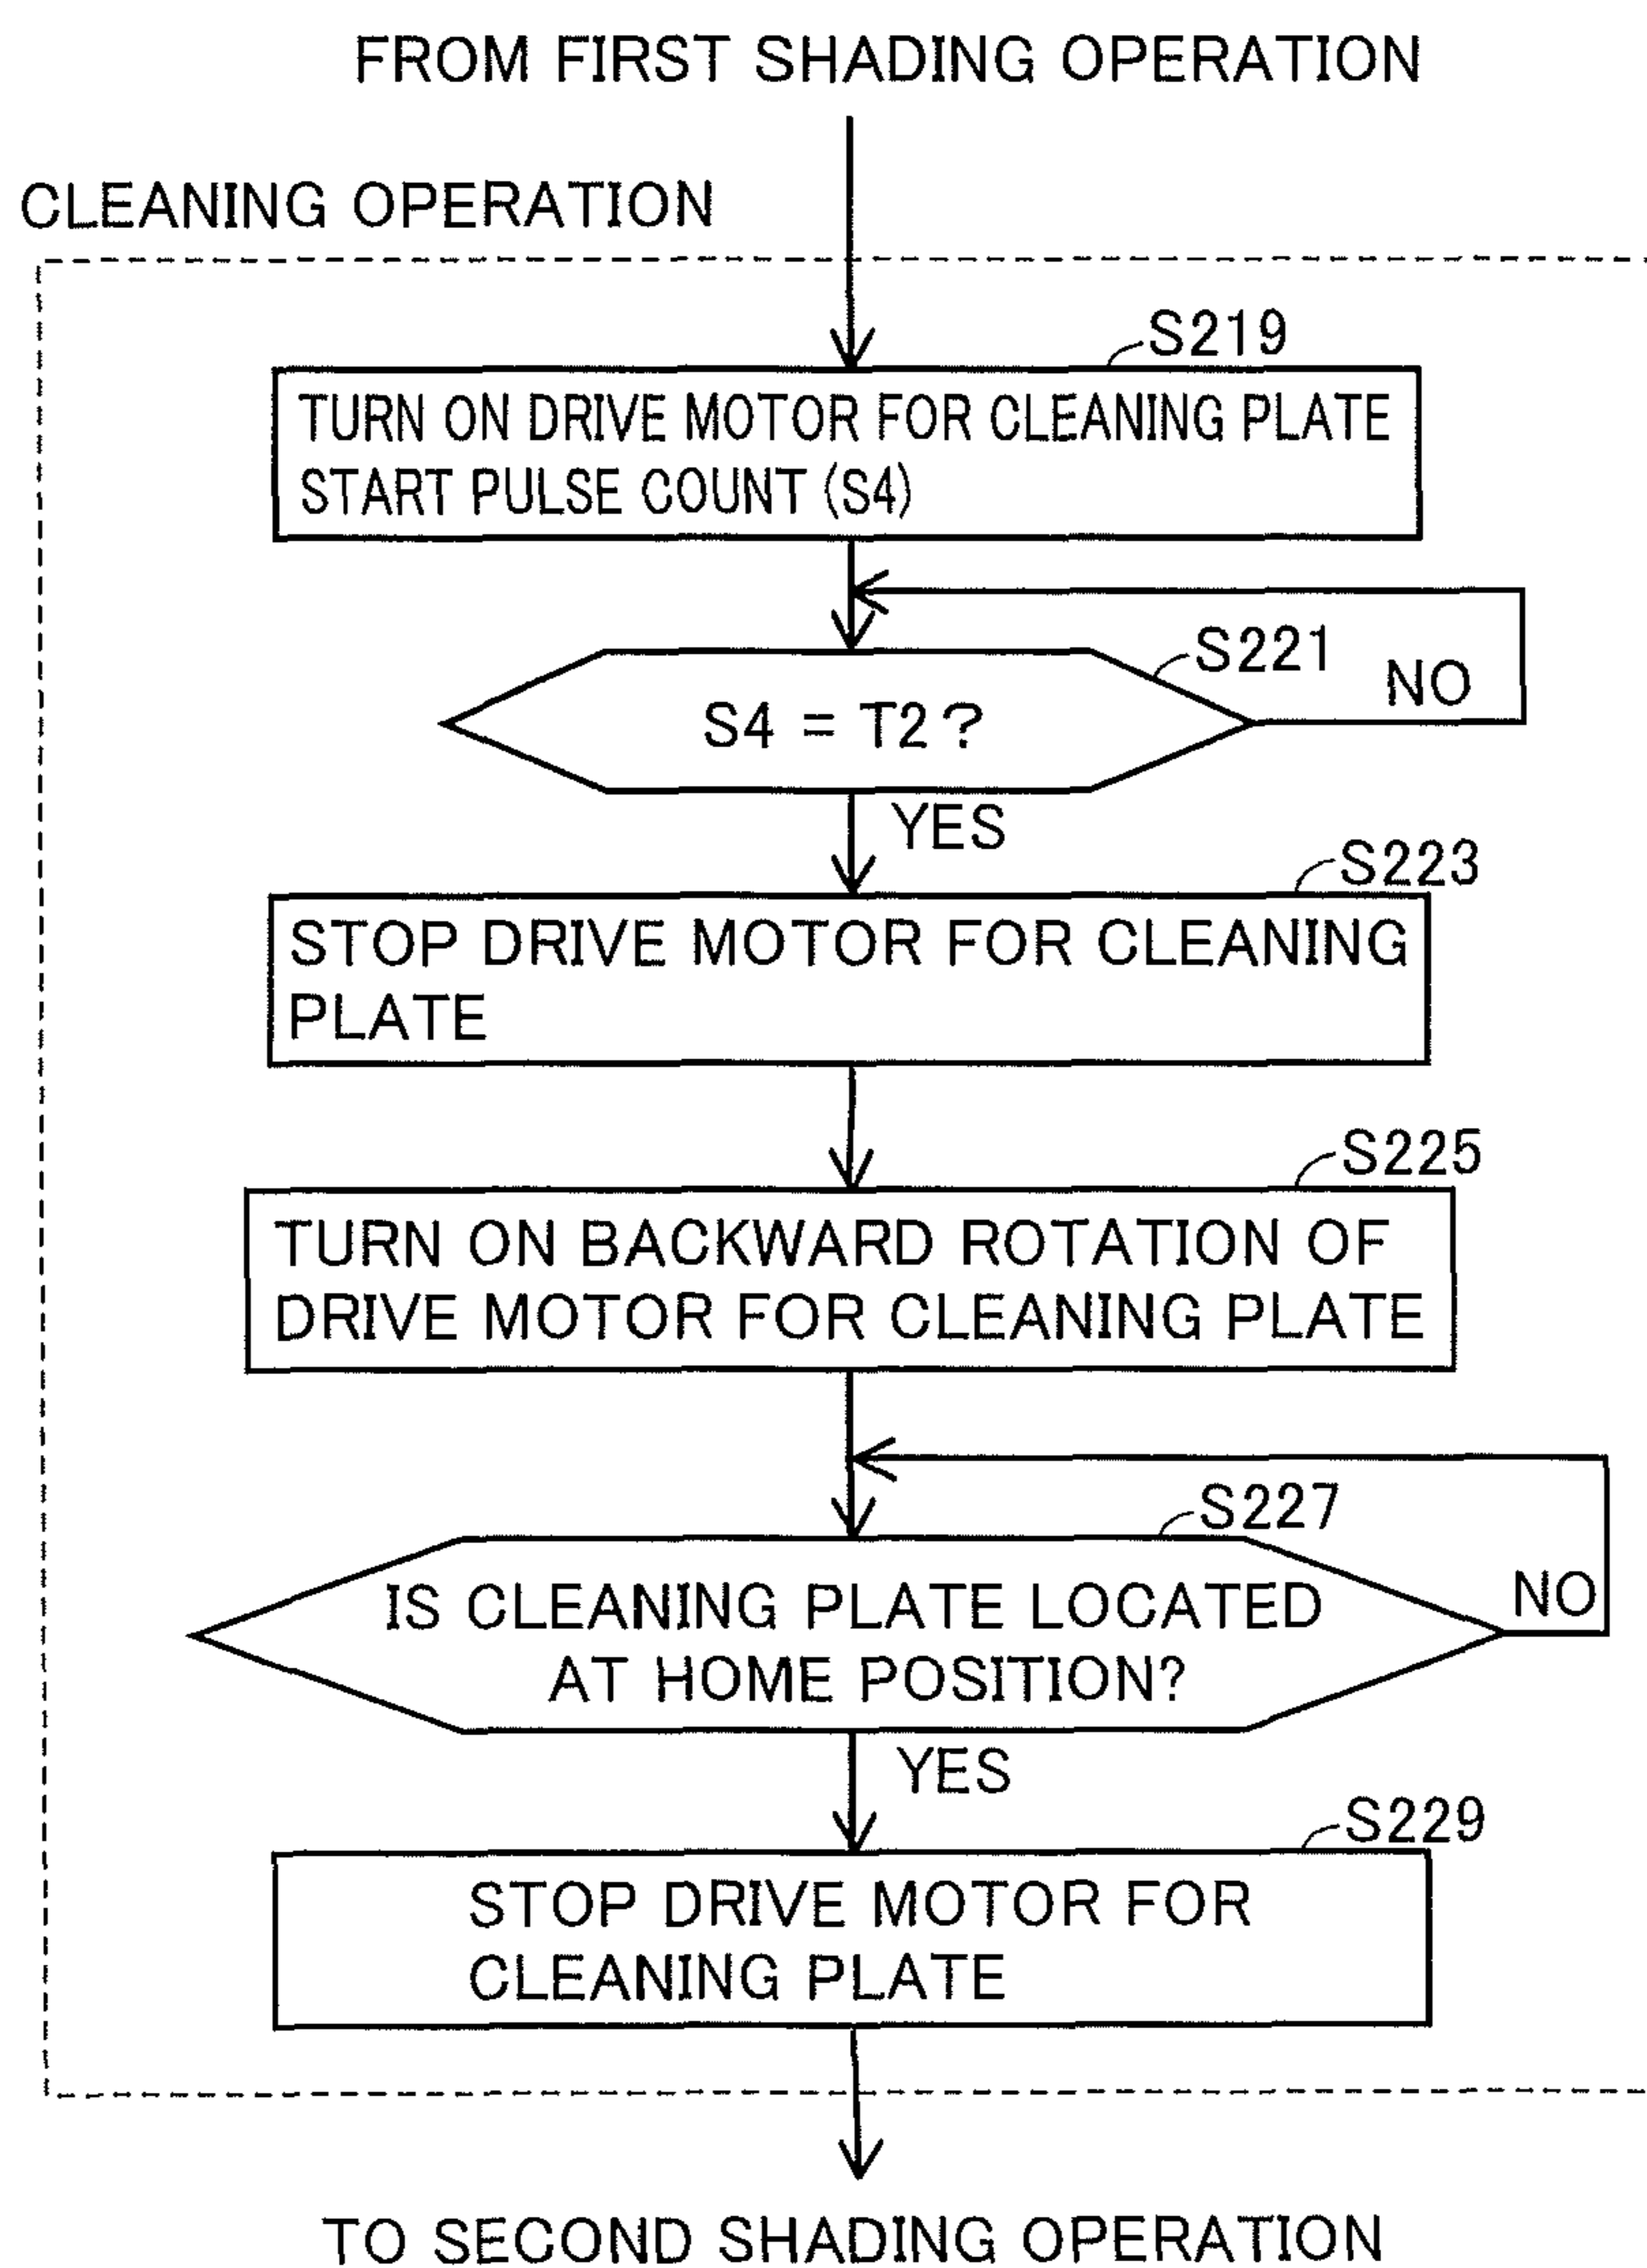 FROM FIRST SHADING OPERATION
CLEANING OPERATION
S219
TURN ON DRIVE MOTOR FOR CLEANING PLATE
START PULSE COUNT (S4)
S221
NO
S4 = T2 ?
YES
S223
STOP DRIVE MOTOR FOR CLEANING
PLATE
S225
TURN ON BACKWARD ROTATION OF
DRIVE MOTOR FOR CLEANING PLATE
S227
NO
IS CLEANING PLATE LOCATED
AT HOME POSITION?
YES
S229
STOP DRIVE MOTOR FOR
CLEANING PLATE
TO SECOND SHADING OPERATION